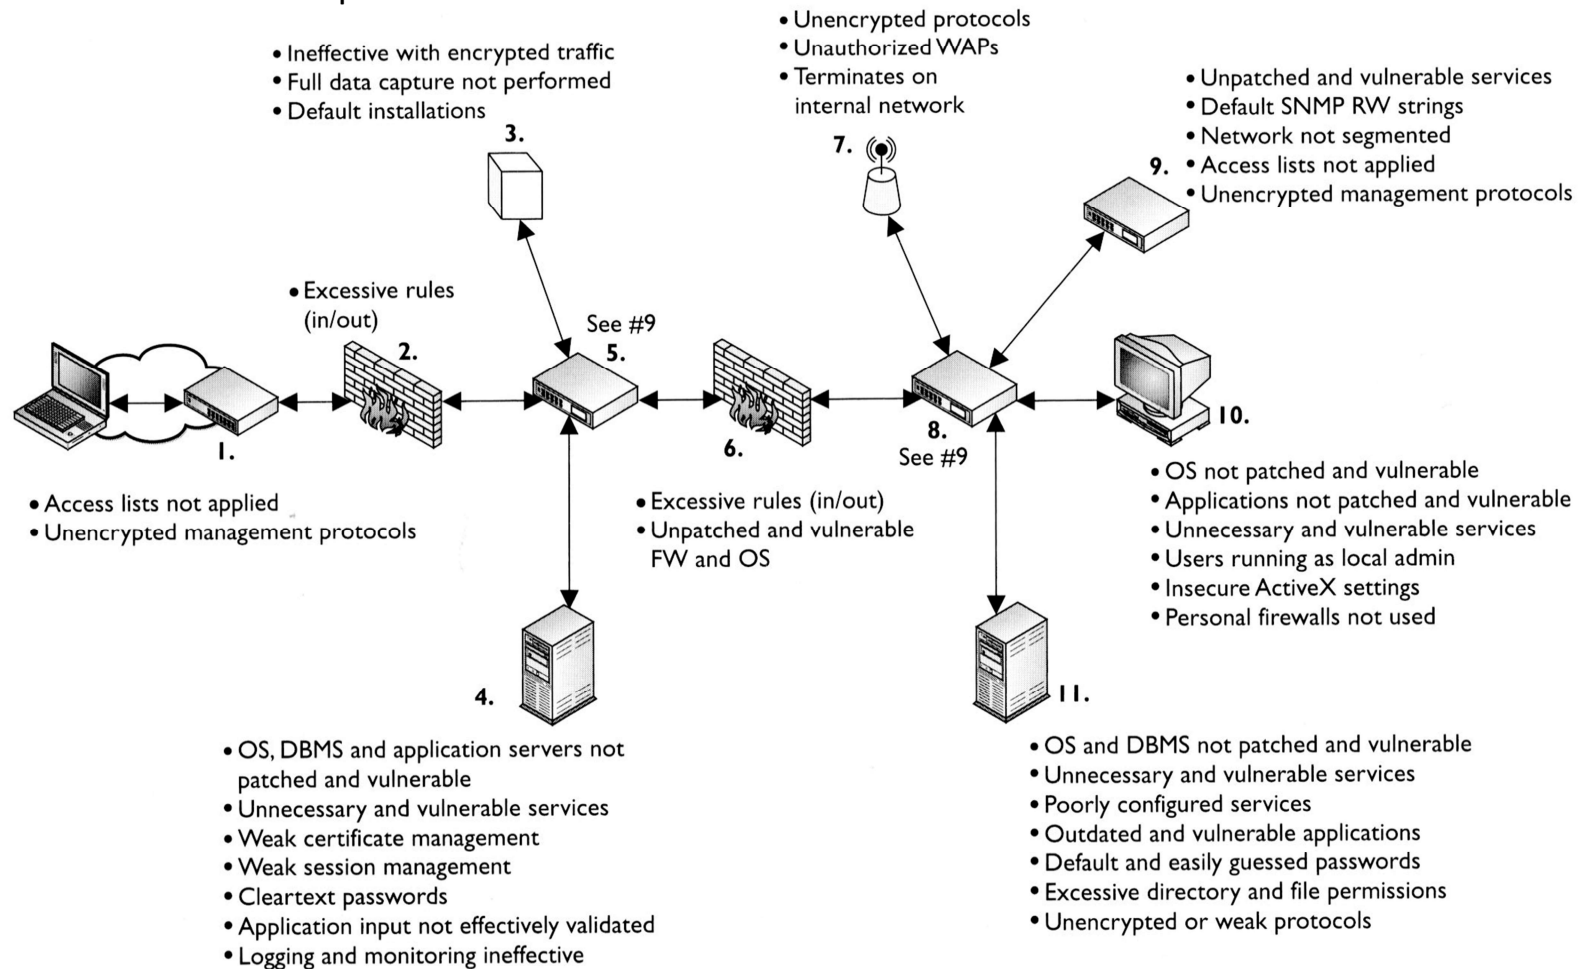 • Ineffective with encrypted traffic
• Full data capture not performed
• Default installations
3.
• Unencrypted protocols
• Unauthorized WAPs
• Terminates on
internal network
7.
• Unpatched and vulnerable services
• Default SNMP RW strings
• Network not segmented
• Access lists not applied
• Unencrypted management protocols
9.
• Excessive rules
(in/out)
2.
See #9
5.
1.
• Access lists not applied
• Unencrypted management protocols
6.
• Excessive rules (in/out)
• Unpatched and vulnerable
FW and OS
8.
See #9
10.
• OS not patched and vulnerable
• Applications not patched and vulnerable
• Unnecessary and vulnerable services
• Users running as local admin
• Insecure ActiveX settings
• Personal firewalls not used
4.
• OS, DBMS and application servers not
patched and vulnerable
• Unnecessary and vulnerable services
• Weak certificate management
• Weak session management
• Cleartext passwords
• Application input not effectively validated
• Logging and monitoring ineffective
11.
• OS and DBMS not patched and vulnerable
• Unnecessary and vulnerable services
• Poorly configured services
• Outdated and vulnerable applications
• Default and easily guessed passwords
• Excessive directory and file permissions
• Unencrypted or weak protocols